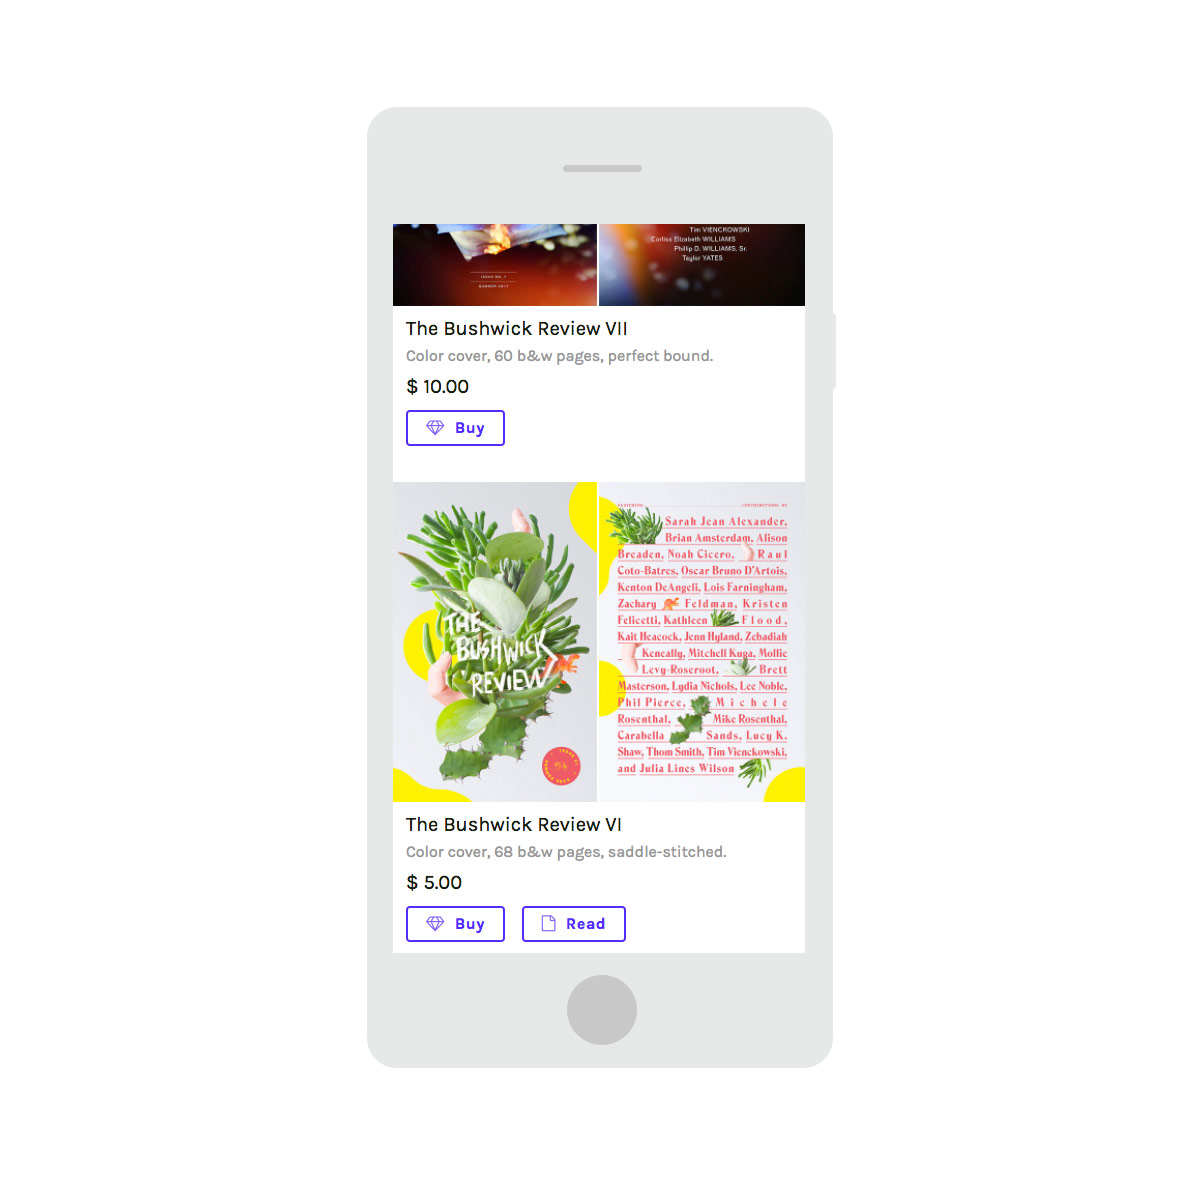 Tim VIENCKOWSKI
Corliss Elizabeth WILLIAMS
Phillip D. WILLIAMS, Sr.
Taylor YATES
ISSUE NO. 7
SUMMER 2017
The Bushwick Review VII
Color cover, 60 b&w pages, perfect bound.
$ 10.00
Buy
THE
BUSHWICK
REVIEW
FEATURING
CONTRIBUTIONS BY
Sarah Jean Alexander,
Brian Amsterdam, Alison
Breaden, Noah Cicero, Raul
Coto-Batres, Oscar Bruno D'Artois,
Kenton DeAngeli, Lois Farningham,
Zachary Feldman, Kristen
Felicetti, Kathleen Flood,
Kait Heacock, Jenn Hyland, Zebadiah
Keneally, Mitchell Kuga, Mollie
Levy-Roseroot, Brett
Masterson, Lydia Nichols, Lee Noble,
Phil Pierce, Michele
Rosenthal, Mike Rosenthal,
Carabella Sands, Lucy K.
Shaw, Thom Smith, Tim Vienckowski,
and Julia Lines Wilson
The Bushwick Review VI
Color cover, 68 b&w pages, saddle-stitched.
$ 5.00
Buy Read